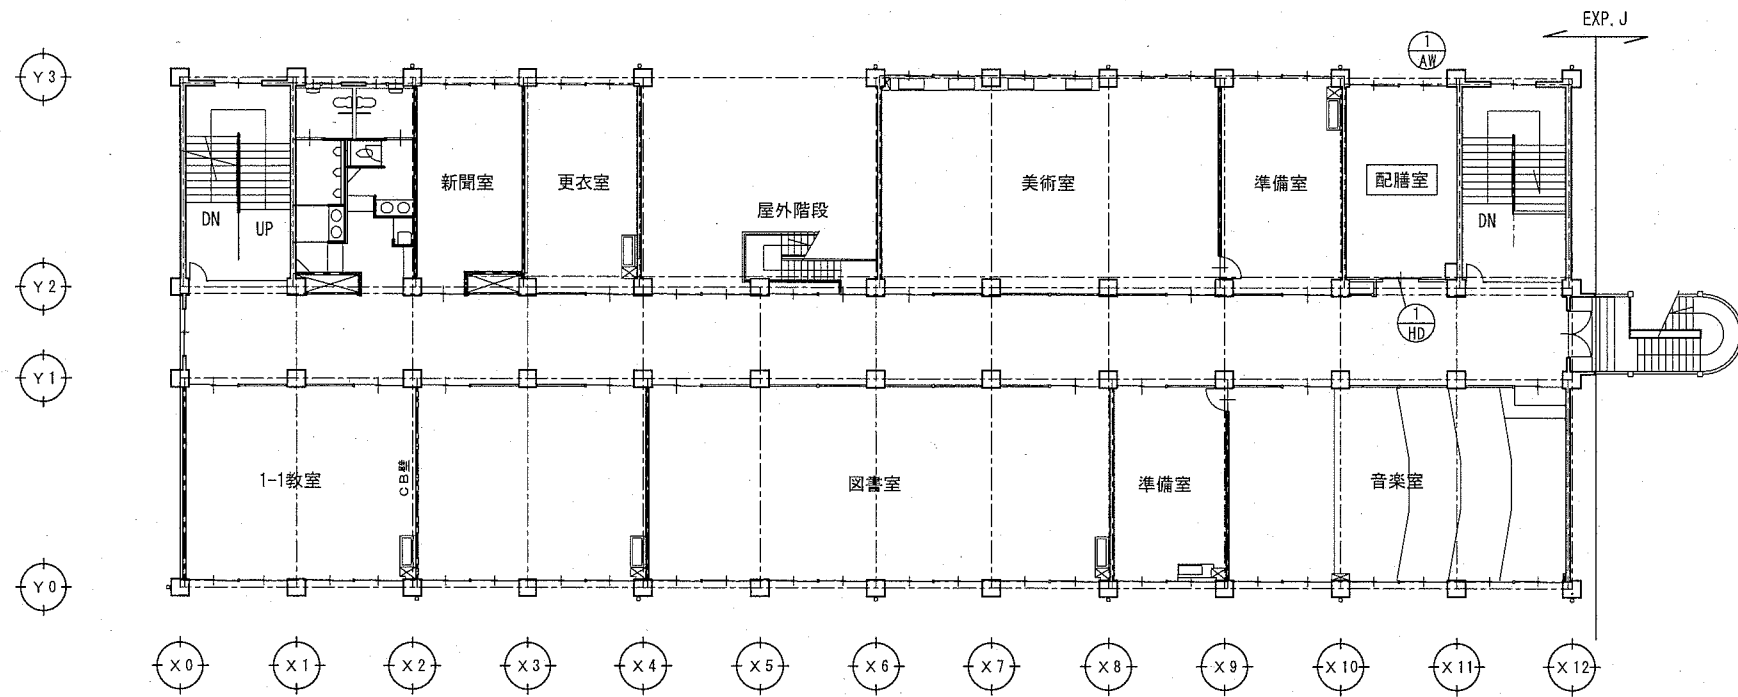 EXP. J
Y3
1
AW
新聞室
更衣室
美術室
準備室
配膳室
屋外階段
DN
UP
DN
Y2
1
HD
Y1
1-1教室
CB壁
図書室
準備室
音楽室
Y0
X0
X1
X2
X3
X4
X5
X6
X7
X8
X9
X10
X11
X12